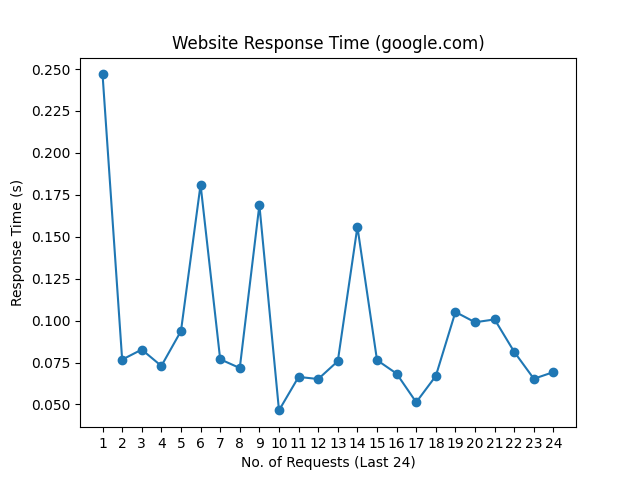 Website Response Time (google.com)
0.250
0.225
0.200
0.175
0.150
0.125
0.100
0.075
0.050
Response Time (s)
1 2 3 4 5 6 7 8 9 10 11 12 13 14 15 16 17 18 19 20 21 22 23 24
No. of Requests (Last 24)